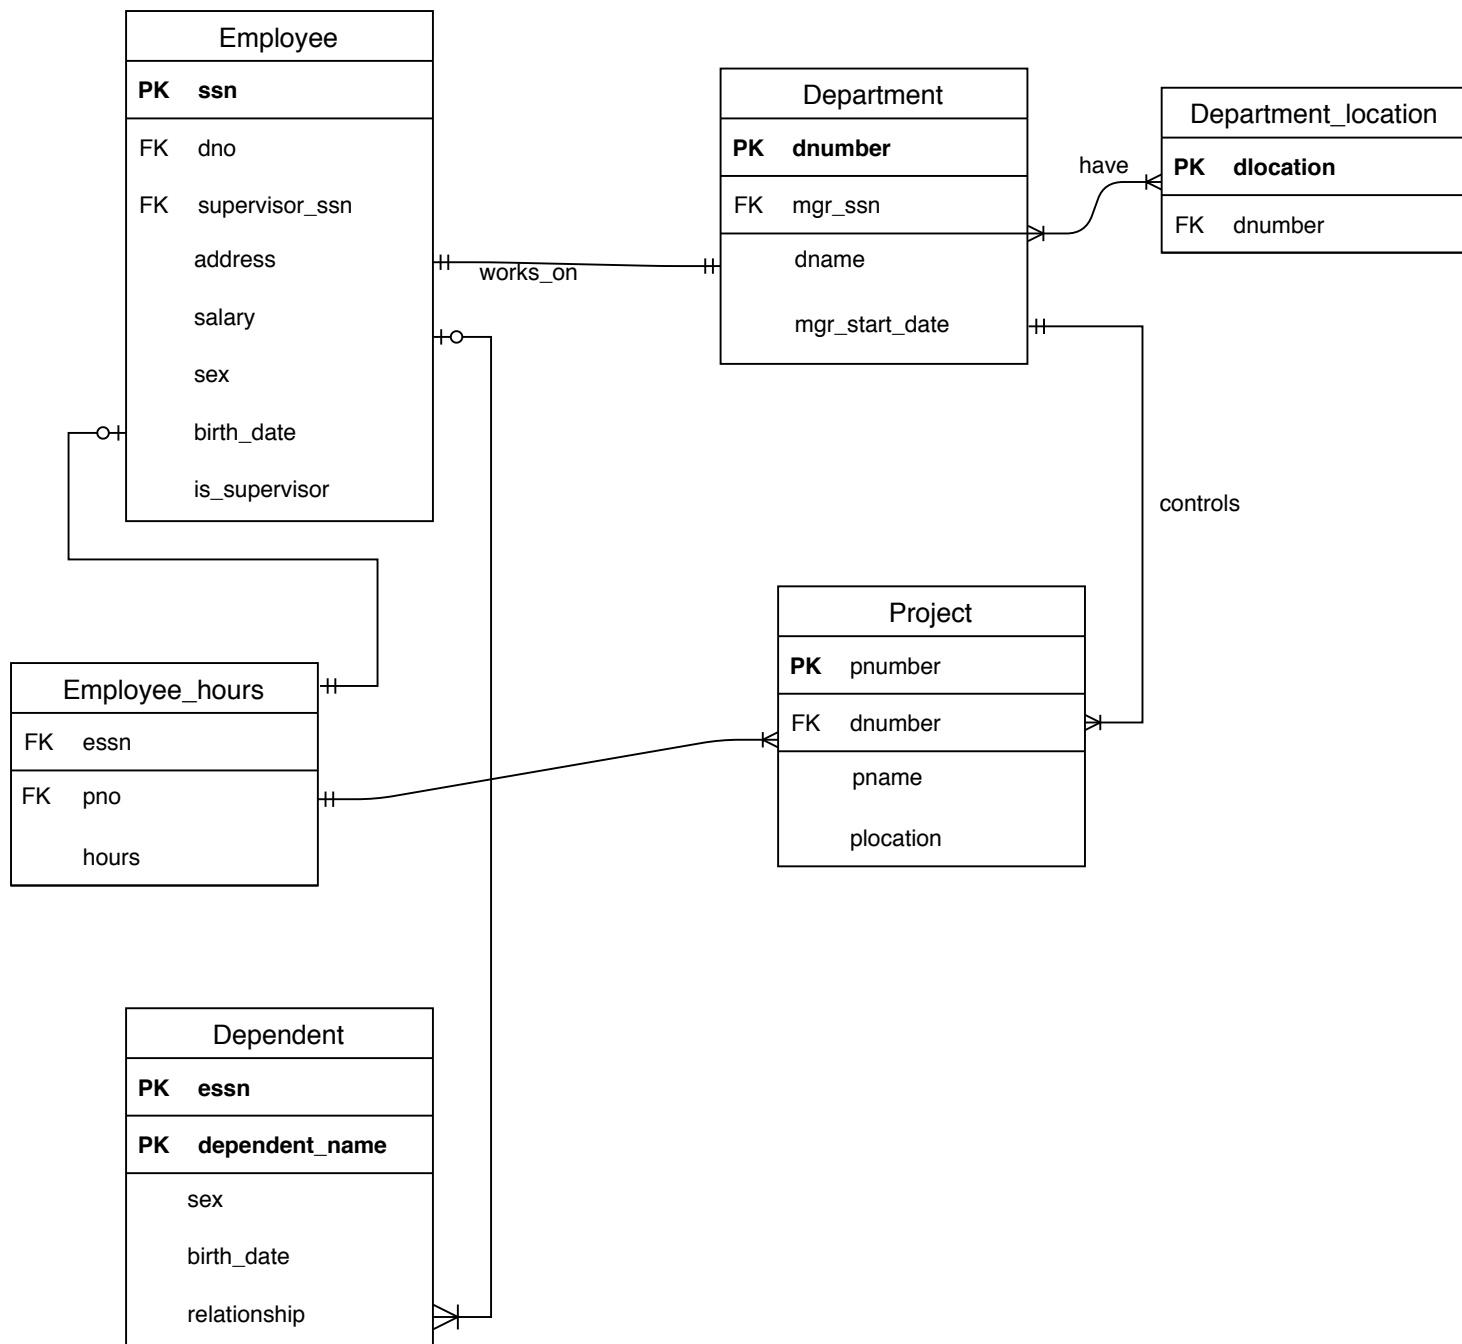 Employee
PK ssn
FK dno
FK supervisor_ssn
address
salary
sex
birth_date
is_supervisor
works_on
Department
PK dnumber
FK mgr_ssn
dname
mgr_start_date
have
Department_location
PK dlocation
FK dnumber
controls
Project
PK pnumber
FK dnumber
pname
plocation
Employee_hours
FK essn
FK pno
hours
Dependent
PK essn
PK dependent_name
sex
birth_date
relationship